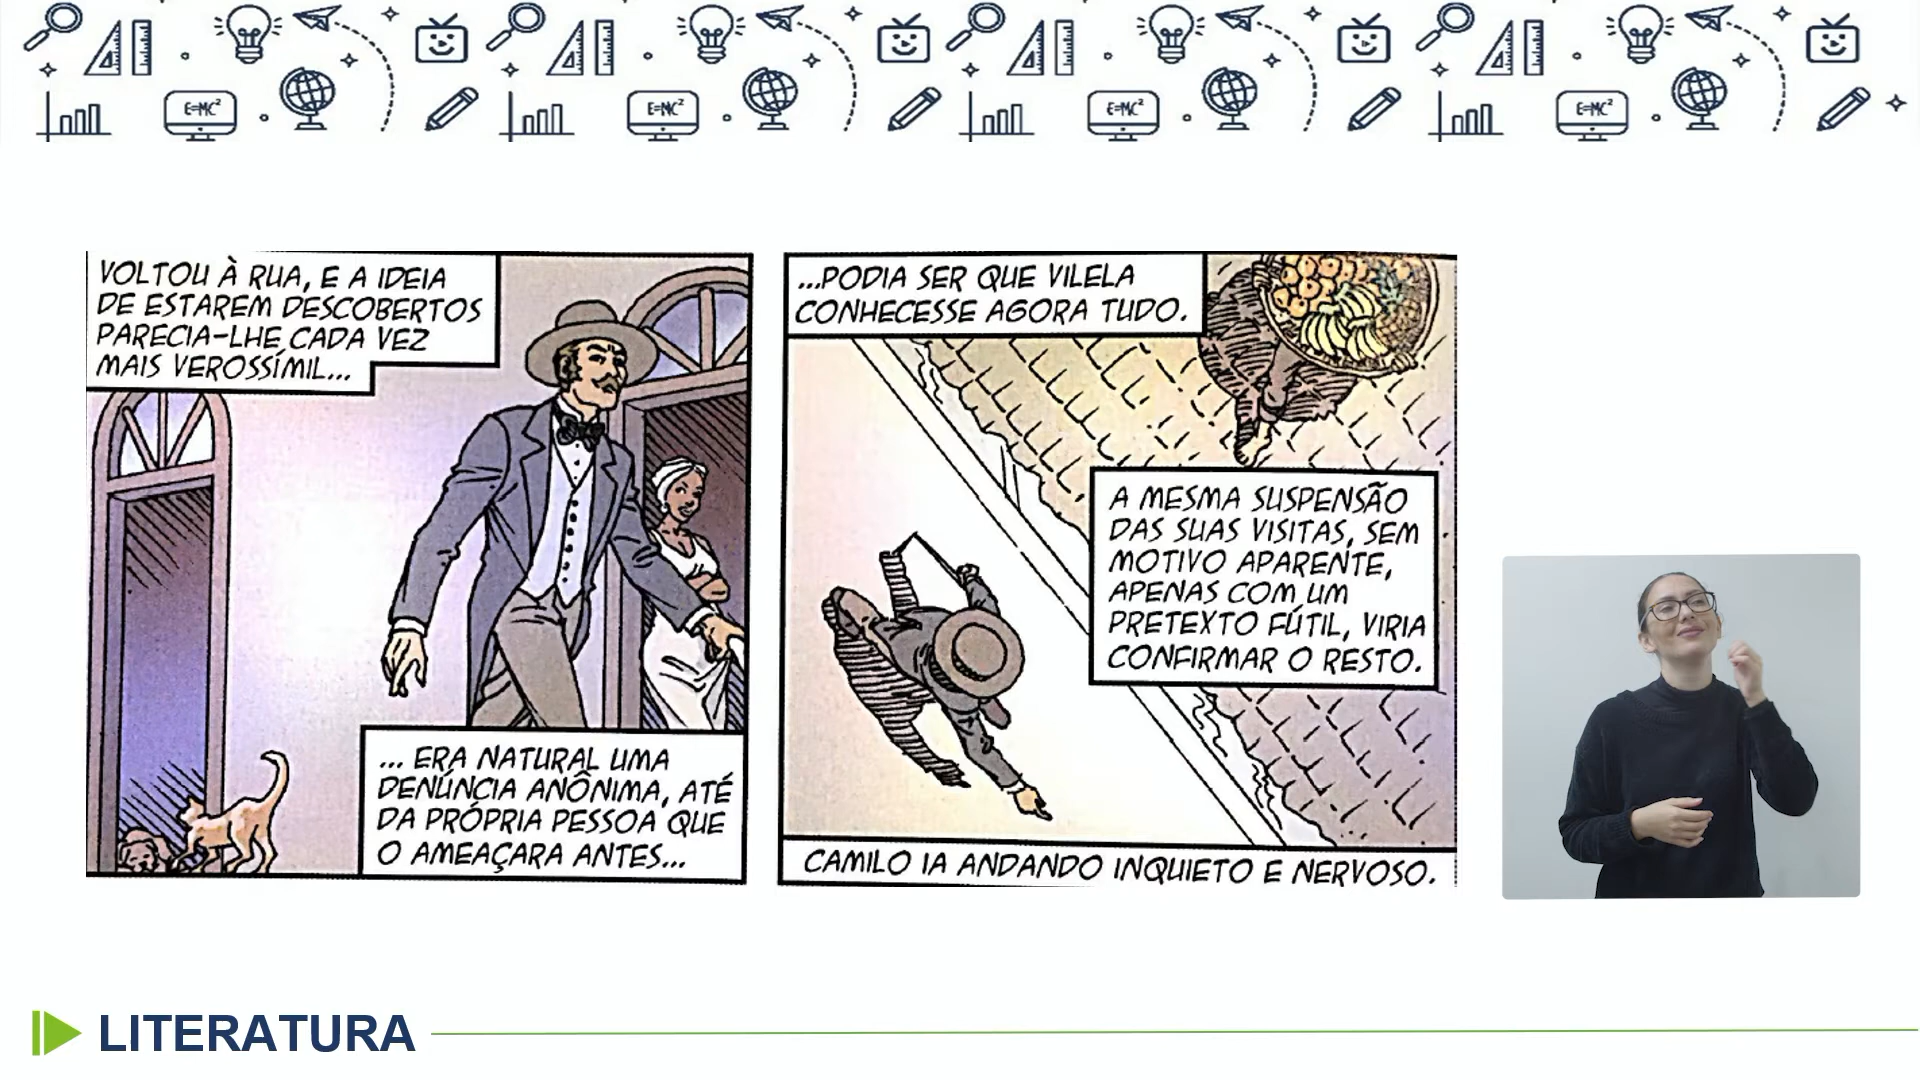 E=MC²
E=MC²
E=MC²
E=MC²
VOLTOU À RUA, E A IDEIA
DE ESTAREM DESCOBERTOS
PARECIA-LHE CADA VEZ
MAIS VEROSSÍMIL...
... ERA NATURAL UMA
DENÚNCIA ANÔNIMA, ATÉ
DA PRÓPRIA PESSOA QUE
O AMEAÇARA ANTES...
...PODIA SER QUE VILELA
CONHECESSE AGORA TUDO.
A MESMA SUSPENSÃO
DAS SUAS VISITAS, SEM
MOTIVO APARENTE,
APENAS COM UM
PRETEXTO FÚTIL, VIRIA
CONFIRMAR O RESTO.
CAMILO IA ANDANDO INQUIETO E NERVOSO.
LITERATURA